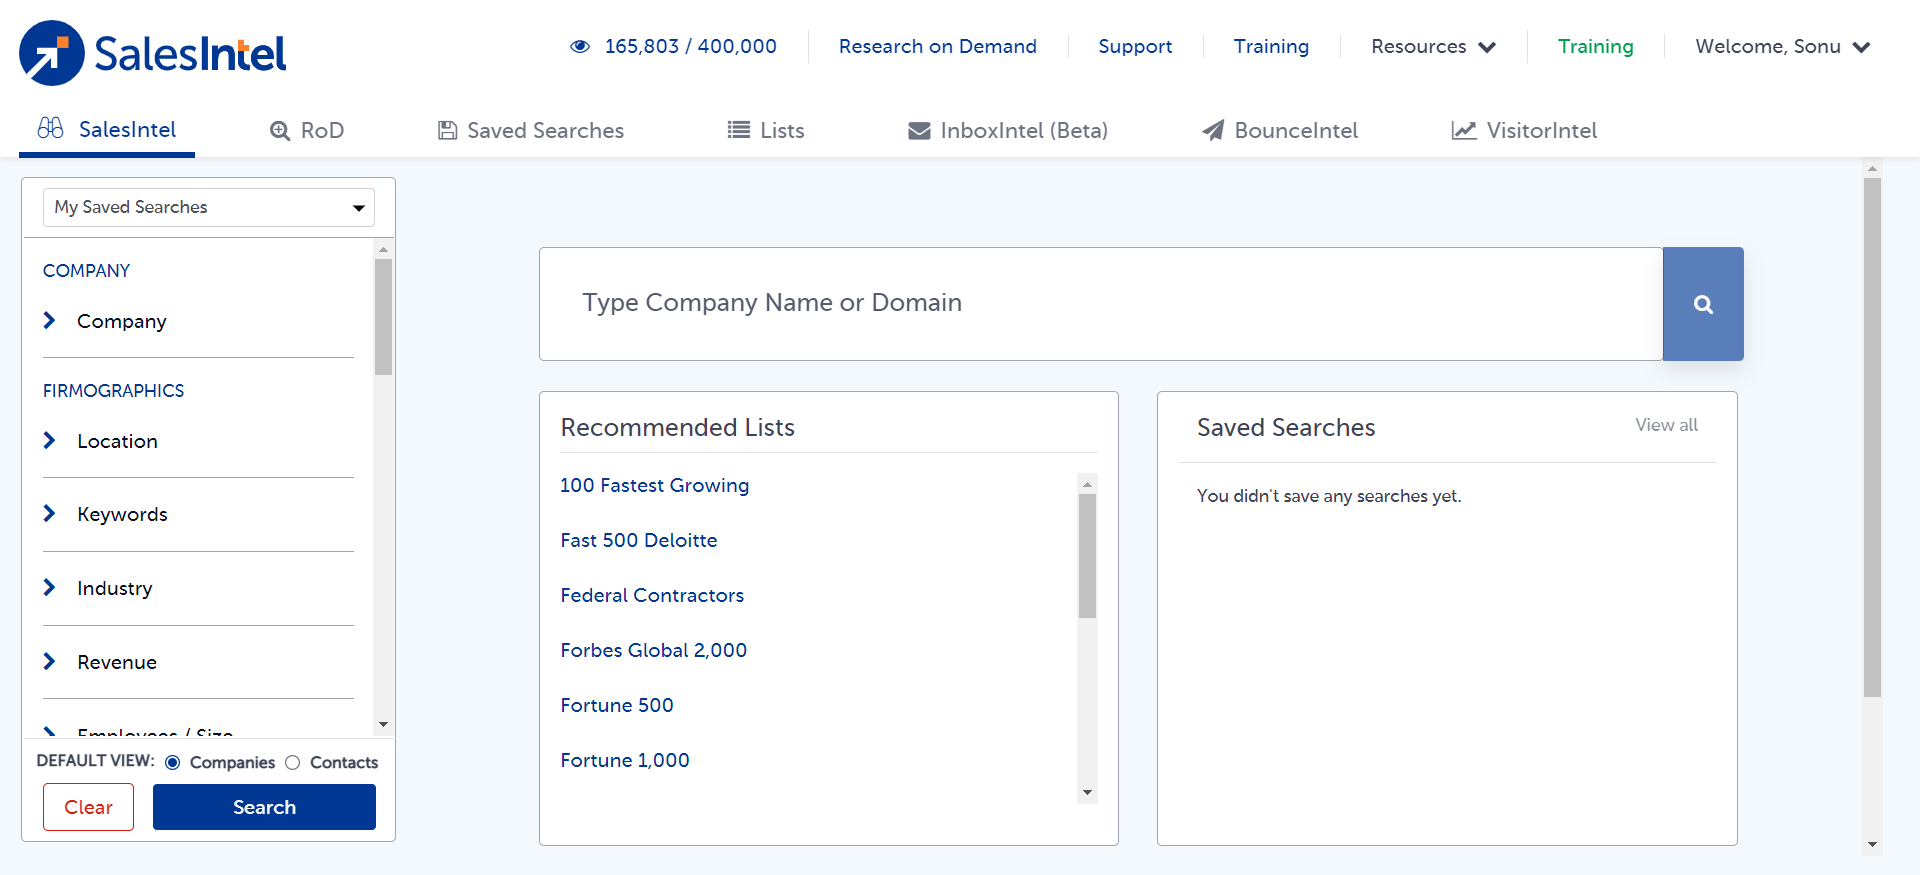 SalesIntel
165,803 / 400,000
Research on Demand
Support
Training
Resources
Training
Welcome, Sonu
SalesIntel
RoD
Saved Searches
Lists
InboxIntel (Beta)
BounceIntel
VisitorIntel
My Saved Searches
COMPANY
Company
FIRMOGRAPHICS
Location
Keywords
Industry
Revenue
Employees / Size
DEFAULT VIEW: Companies Contacts
Clear
Search
Type Company Name or Domain
Recommended Lists
100 Fastest Growing
Fast 500 Deloitte
Federal Contractors
Forbes Global 2,000
Fortune 500
Fortune 1,000
Saved Searches
View all
You didn't save any searches yet.